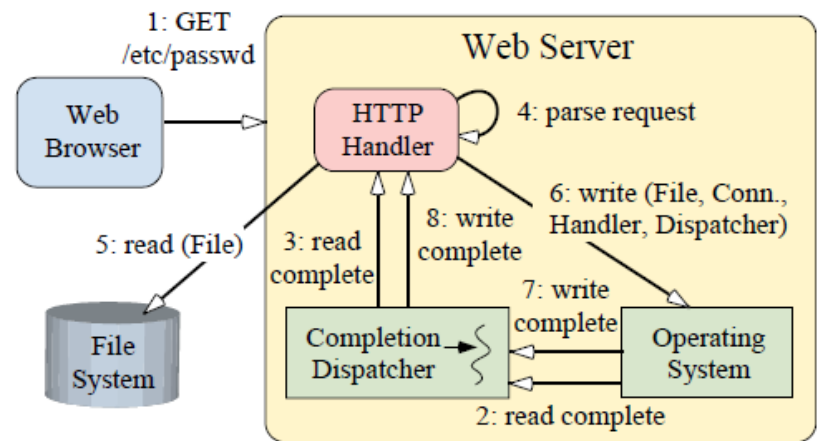 1: GET
/etc/passwd
Web Server
Web
Browser
HTTP
Handler
4: parse request
5: read (File)
3: read
complete
8: write
complete
6: write (File, Conn.,
Handler, Dispatcher)
7: write
complete
File
System
Completion
Dispatcher
Operating
System
2: read complete